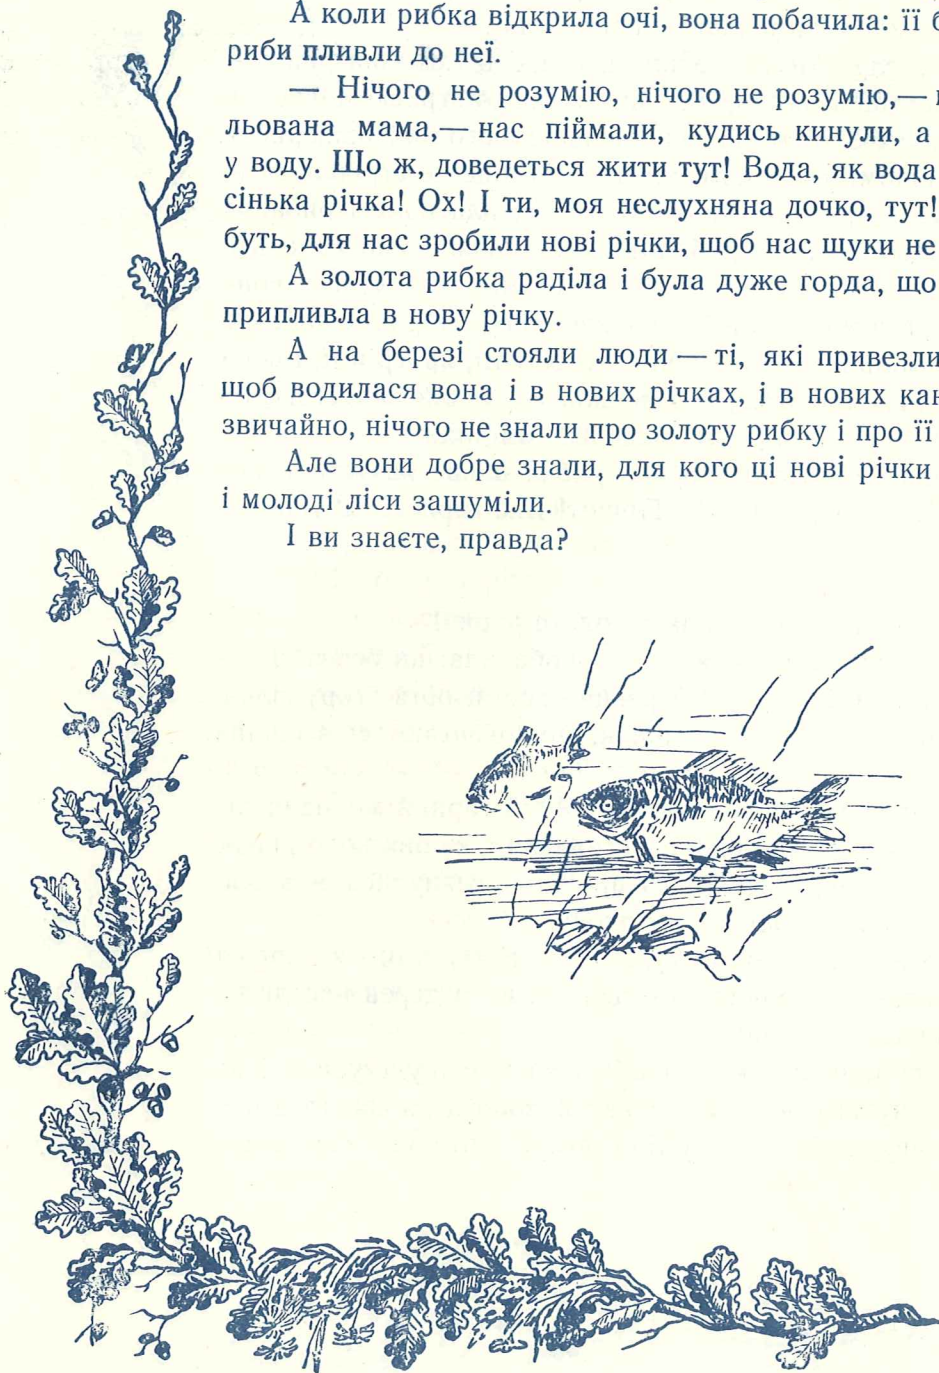 А коли рибка відкрила очі, вона побачила: її
риби пливли до неї.
— Нічого не розумію, нічого не розумію,—
льована мама,— нас піймали, кудись кинули, а
у воду. Що ж, доведеться жити тут! Вода, як вода
сінька річка! Ох! І ти, моя неслухняна дочко, тут!
буть, для нас зробили нові річки, щоб нас щуки не
А золота рибка раділа і була дуже горда, що
припливла в нову річку.
А на березі стояли люди — ті, які привезли
щоб водилася вона і в нових річках, і в нових
звичайно, нічого не знали про золоту рибку і про її
Але вони добре знали, для кого ці нові річки
і молоді ліси зашуміли.
І ви знаєте, правда?